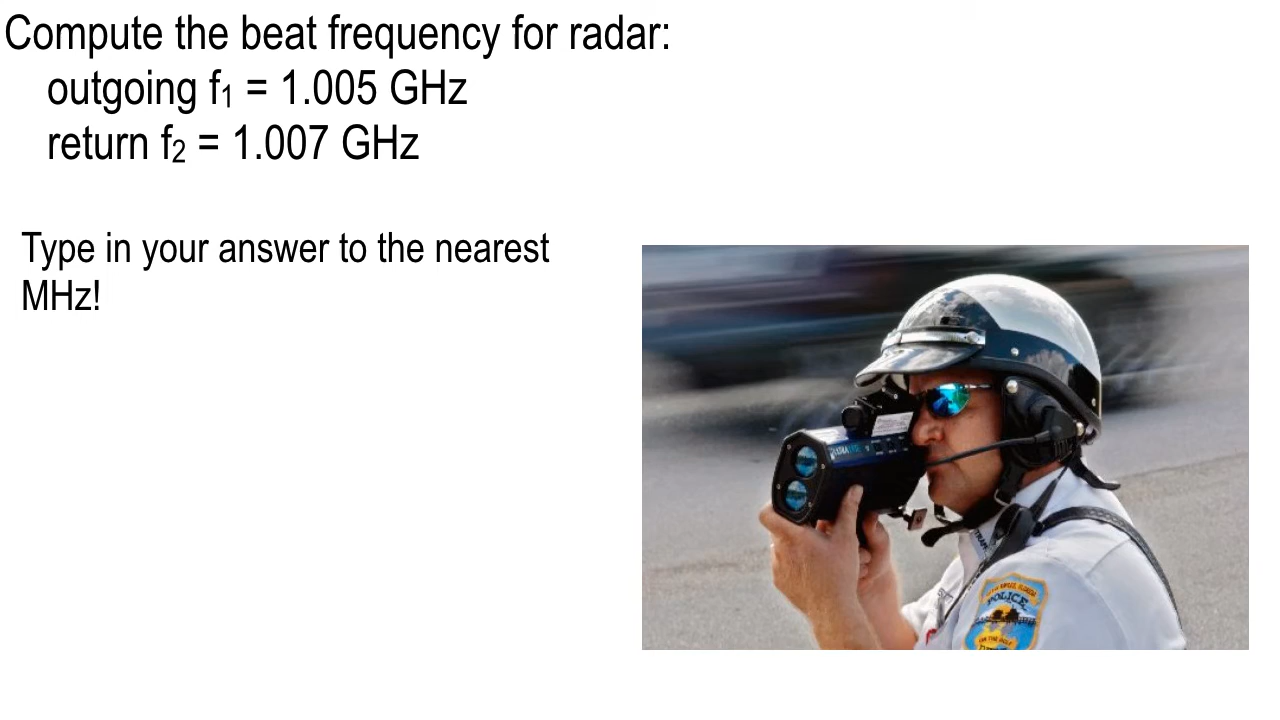 Compute the beat frequency for radar:
outgoing f₁ = 1.005 GHz
return f₂ = 1.007 GHz
Type in your answer to the nearest
MHz!
POLICE